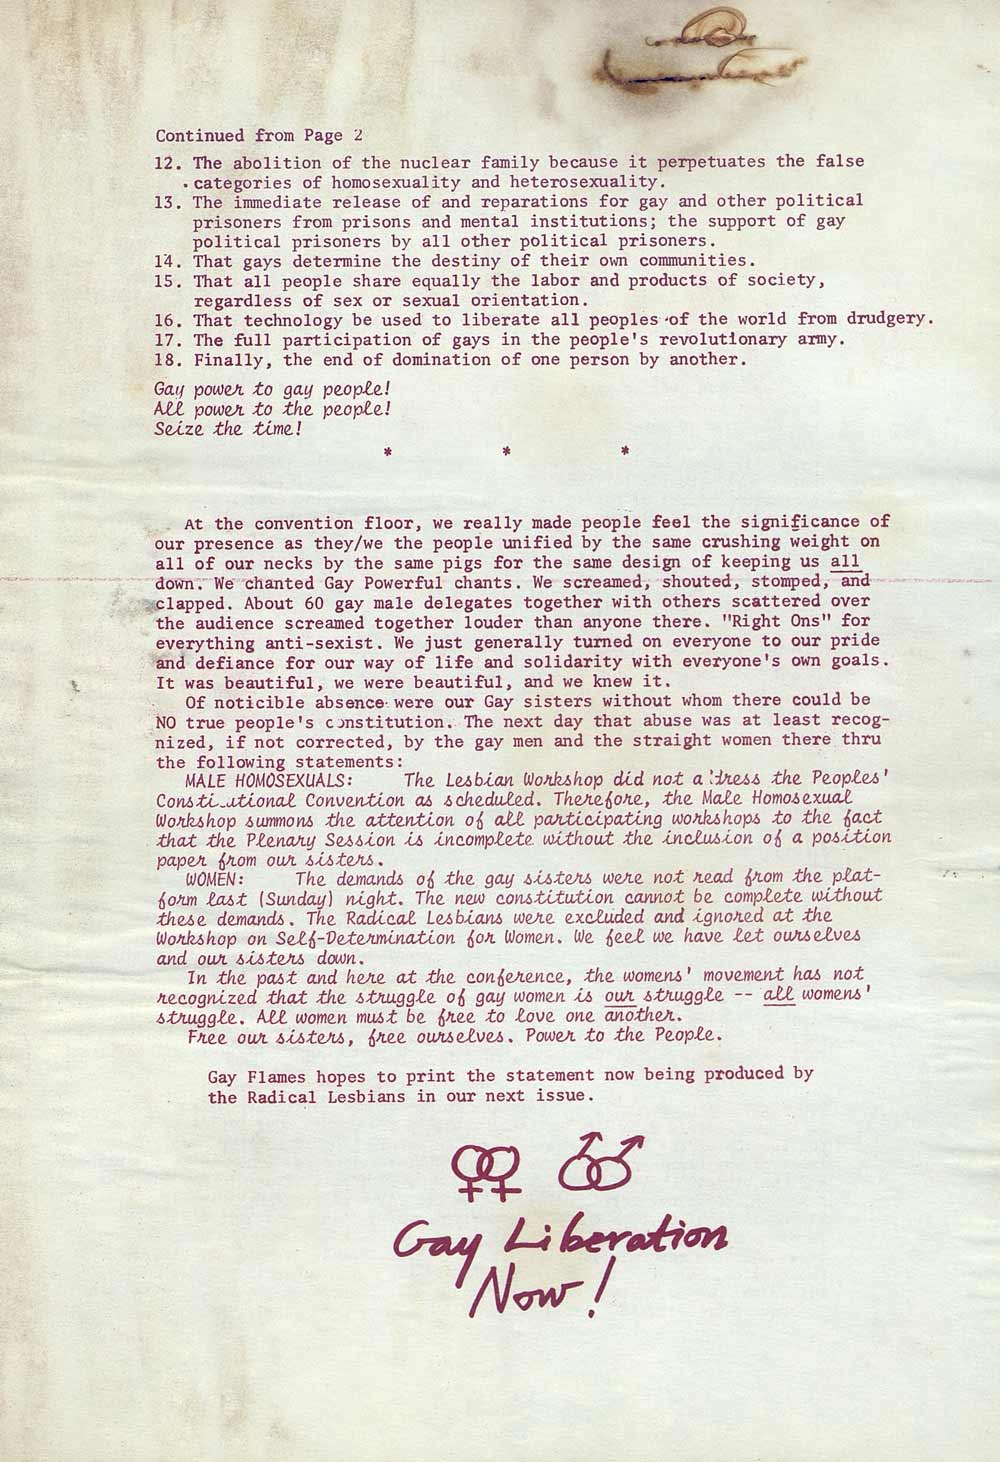 Continued from Page 2
12. The abolition of the nuclear family because it perpetuates the false
categories of homosexuality and heterosexuality.
13. The immediate release of and reparations for gay and other political
prisoners from prisons and mental institutions; the support of gay
political prisoners by all other political prisoners.
14. That gays determine the destiny of their own communities.
15. That all people share equally the labor and products of society,
regardless of sex or sexual orientation.
16. That technology be used to liberate all peoples of the world from drudgery.
17. The full participation of gays in the people's revolutionary army.
18. Finally, the end of domination of one person by another.
Gay power to gay people!
All power to the people!
Seize the time!
* * *
At the convention floor, we really made people feel the significance of
our presence as they/we the people unified by the same crushing weight on
all of our necks by the same pigs for the same design of keeping us all
down. We chanted Gay Powerful chants. We screamed, shouted, stomped, and
clapped. About 60 gay male delegates together with others scattered over
the audience screamed together louder than anyone there. "Right Ons" for
everything anti-sexist. We just generally turned on everyone to our pride
and defiance for our way of life and solidarity with everyone's own goals.
It was beautiful, we were beautiful, and we knew it.
Of noticible absence were our Gay sisters without whom there could be
NO true people's constitution. The next day that abuse was at least recog-
nized, if not corrected, by the gay men and the straight women there thru
the following statements:
MALE HOMOSEXUALS: The Lesbian Workshop did not address the Peoples'
Constitutional Convention as scheduled. Therefore, the Male Homosexual
Workshop summons the attention of all participating workshops to the fact
that the Plenary Session is incomplete without the inclusion of a position
paper from our sisters.
WOMEN: The demands of the gay sisters were not read from the plat-
form last (Sunday) night. The new constitution cannot be complete without
these demands. The Radical Lesbians were excluded and ignored at the
Workshop on Self-Determination for Women. We feel we have let ourselves
and our sisters down.
In the past and here at the conference, the womens' movement has not
recognized that the struggle of gay women is our struggle -- all womens'
struggle. All women must be free to love one another.
Free our sisters, free ourselves. Power to the People.
Gay Flames hopes to print the statement now being produced by
the Radical Lesbians in our next issue.
Gay Liberation
Now!